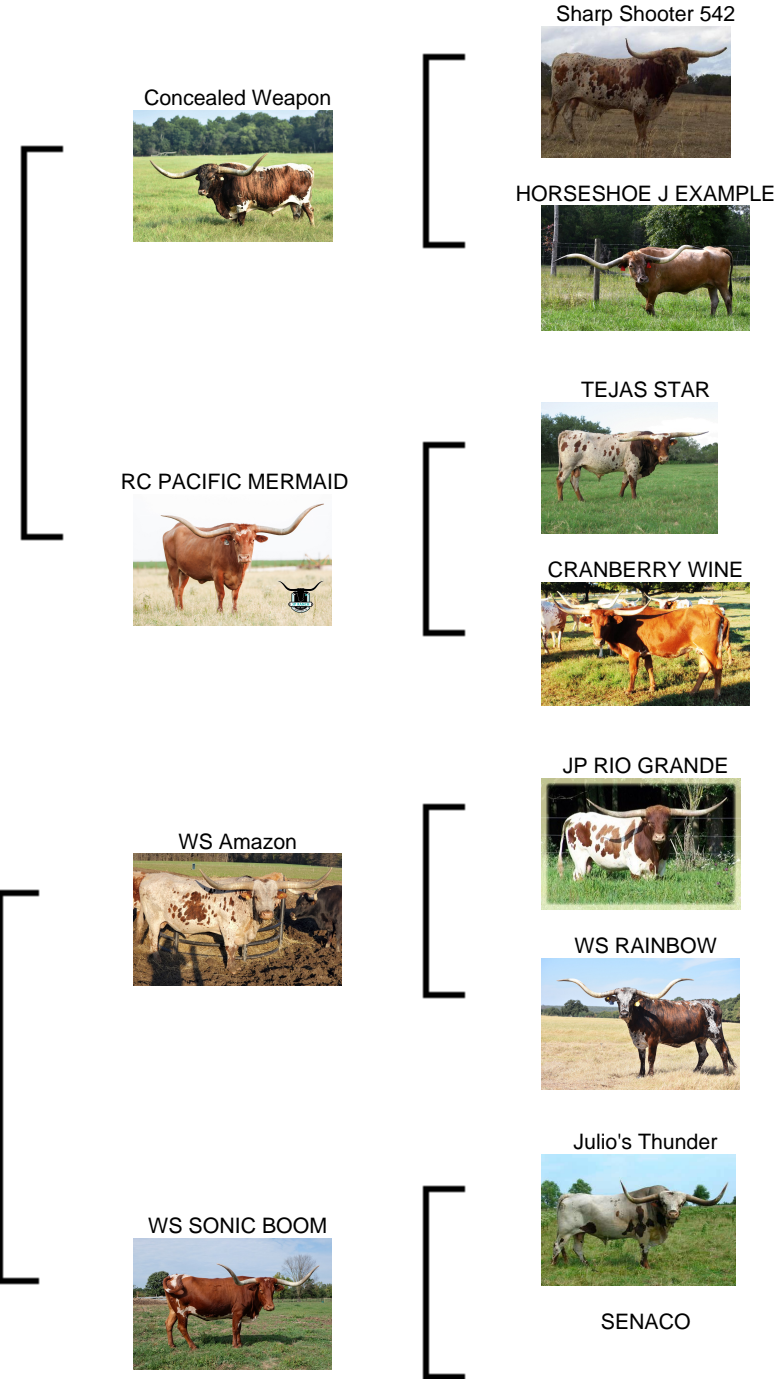 Sharp Shooter 542
Concealed Weapon
HORSESHOE J EXAMPLE
TEJAS STAR
RC PACIFIC MERMAID
CRANBERRY WINE
JP RIO GRANDE
WS Amazon
WS RAINBOW
Julio's Thunder
WS SONIC BOOM
SENACO